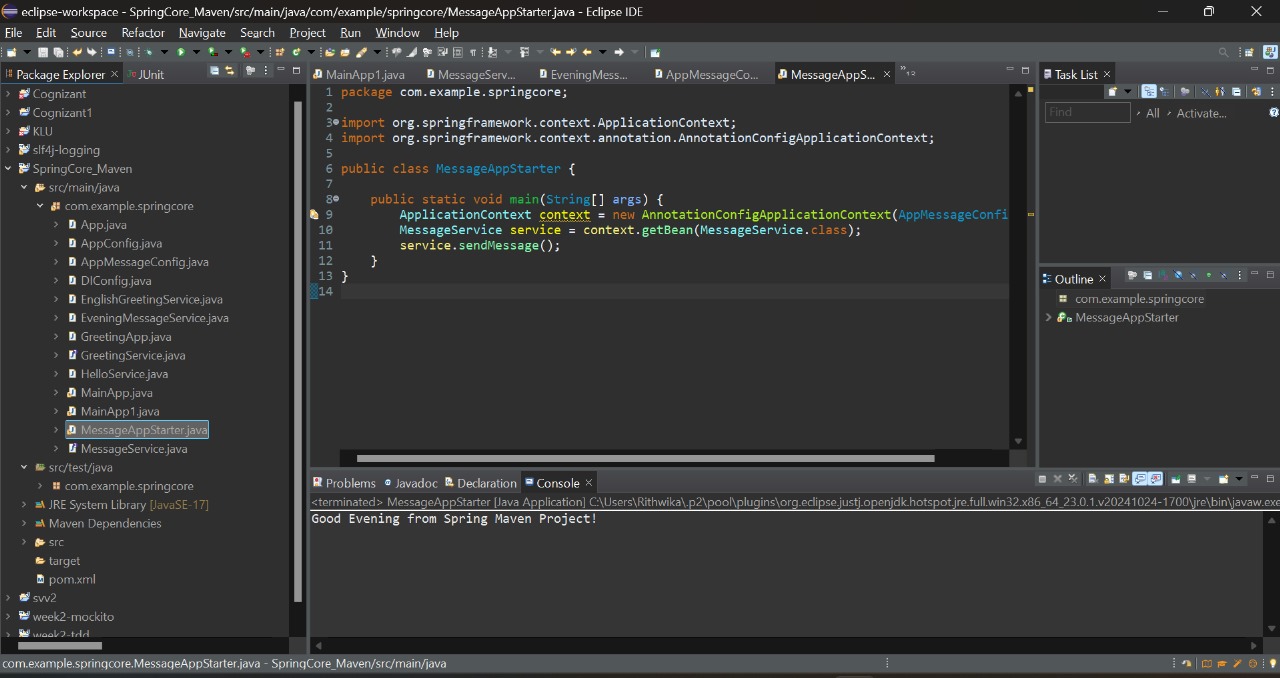 eclipse-workspace - SpringCore_Maven/src/main/java/com/example/springcore/MessageAppStarter.java - Eclipse IDE
File Edit Source Refactor Navigate Search Project Run Window Help
Package Explorer
JUnit
Cognizant
Cognizant1
KLU
slf4j-logging
SpringCore_Maven
src/main/java
com.example.springcore
App.java
AppConfig.java
AppMessageConfig.java
DIConfig.java
EnglishGreetingService.java
EveningMessageService.java
GreetingApp.java
GreetingService.java
HelloService.java
MainApp.java
MainApp1.java
MessageAppStarter.java
MessageService.java
src/test/java
com.example.springcore
JRE System Library [JavaSE-17]
Maven Dependencies
src
target
pom.xml
svv2
week2-mockito
week2-tdd
MainApp1.java MessageServ... EveningMess... AppMessageCo... MessageAppS... »12
1 package com.example.springcore;
2
3 import org.springframework.context.ApplicationContext;
4 import org.springframework.context.annotation.AnnotationConfigApplicationContext;
5
6 public class MessageAppStarter {
7
8 public static void main(String[] args) {
9 ApplicationContext context = new AnnotationConfigApplicationContext(AppMessageConfi
10 MessageService service = context.getBean(MessageService.class);
11 service.sendMessage();
12 }
13 }
14
Task List
Find All Activate...
Outline
com.example.springcore
MessageAppStarter
Problems Javadoc Declaration Console
<terminated> MessageAppStarter [Java Application] C:\Users\Rithwika\.p2\pool\plugins\org.eclipse.justj.openjdk.hotspot.jre.full.win32.x86_64_23.0.1.v20241024-1700\jre\bin\javaw.exe
Good Evening from Spring Maven Project!
com.example.springcore.MessageAppStarter.java - SpringCore_Maven/src/main/java